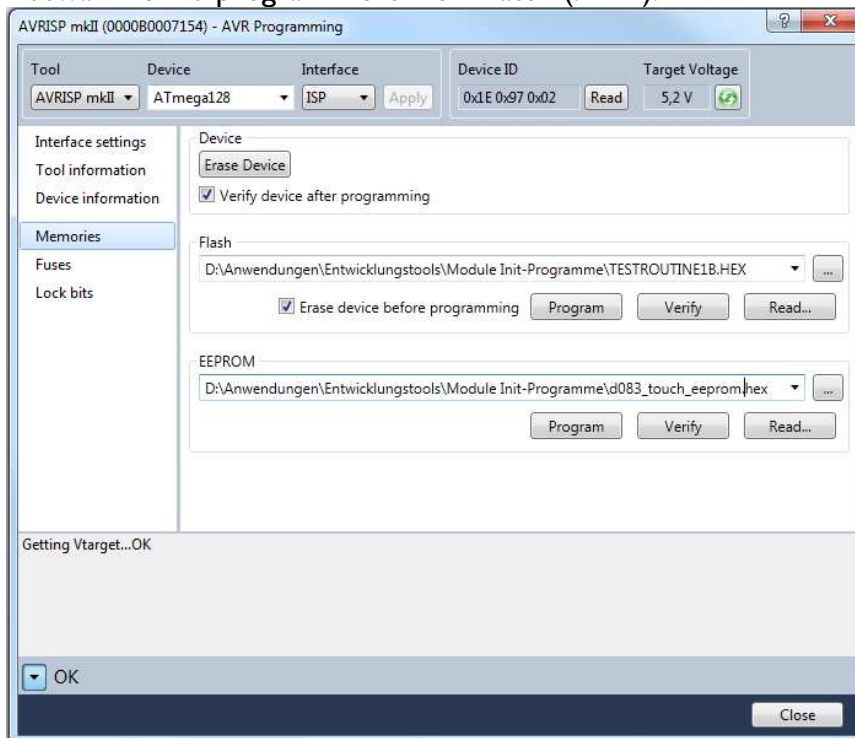 AVRISP mkII (0000B0007154) - AVR Programming
Tool Device Interface Device ID Target Voltage
AVRISP mkII ATmega128 ISP Apply 0x1E 0x97 0x02 Read 5,2 V
Interface settings
Tool information
Device information
Memories
Fuses
Lock bits
Device
Erase Device
Verify device after programming
Flash
D:\Anwendungen\Entwicklungstools\Module Init-Programme\TESTROUTINE1B.HEX ...
Erase device before programming Program Verify Read...
EEPROM
D:\Anwendungen\Entwicklungstools\Module Init-Programme\d083_touch_eeprom.hex ...
Program Verify Read...
Getting Vtarget...OK
OK
Close